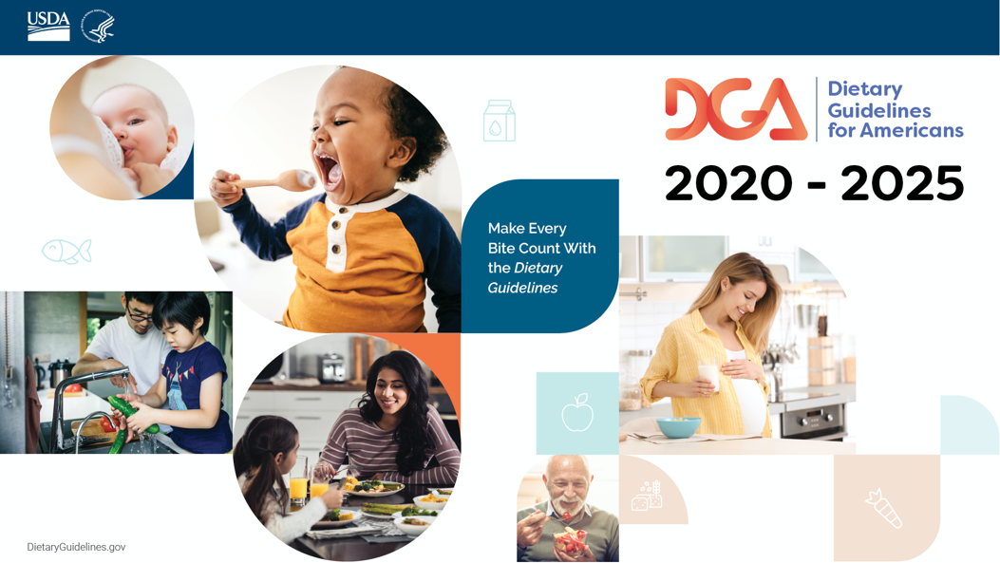 USDA
DGA
Dietary
Guidelines
for Americans
2020 - 2025
Make Every
Bite Count With
the Dietary
Guidelines
DietaryGuidelines.gov